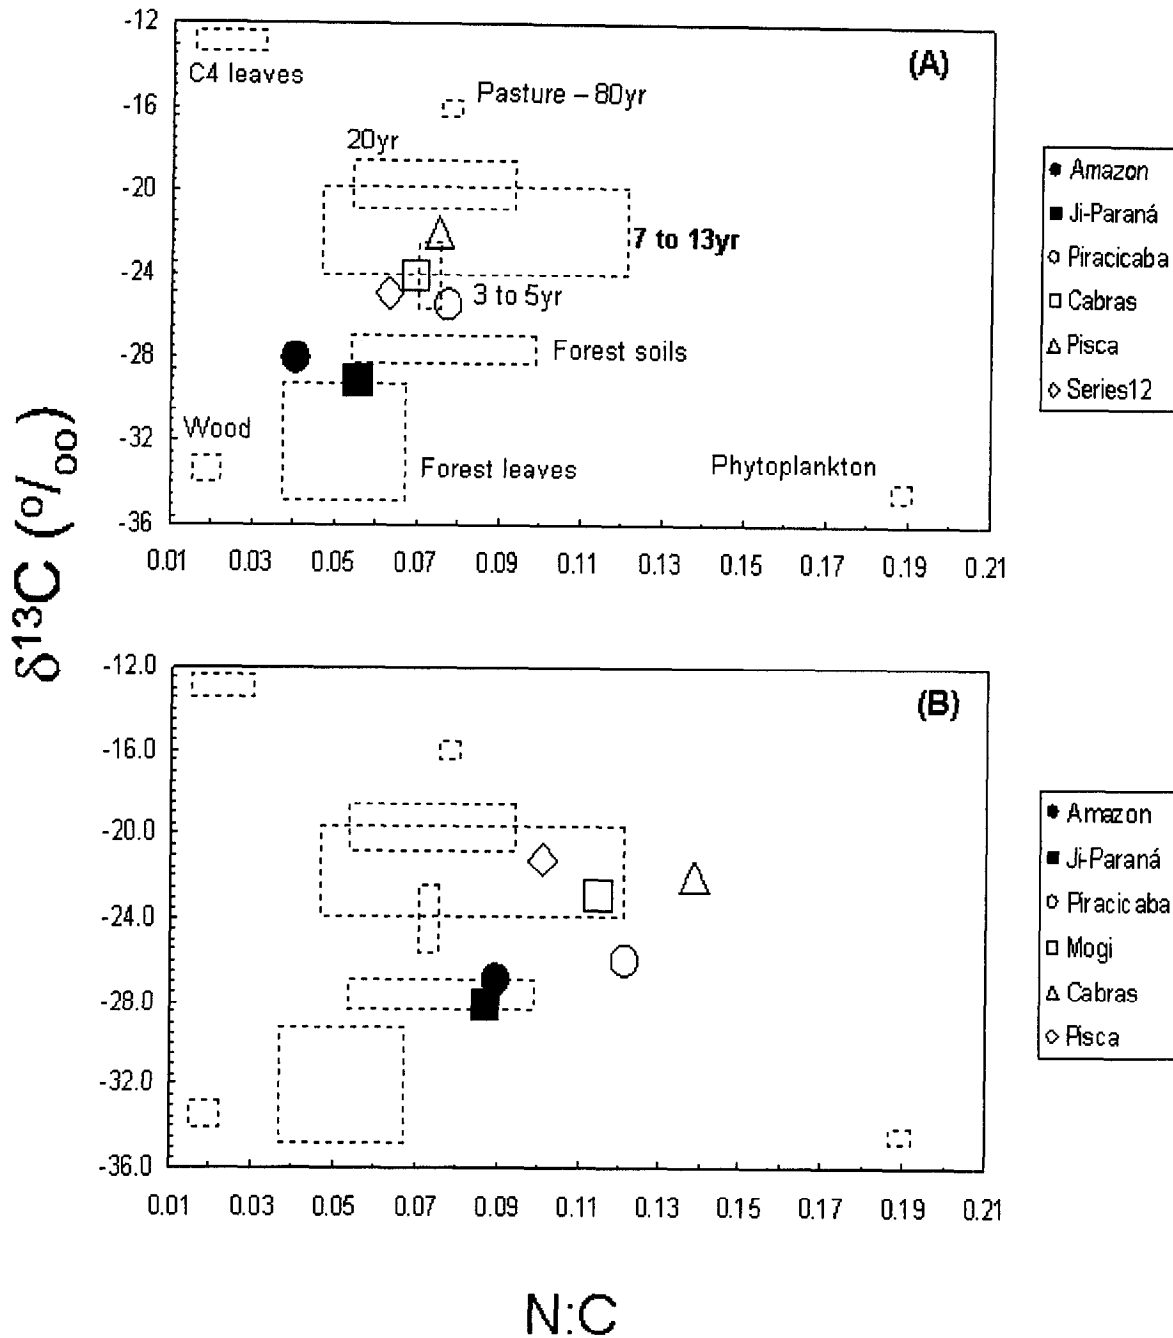 -12
(A)
C4 leaves
-16
Pasture – 80yr
20yr
-20
7 to 13yr
-24
3 to 5yr
-28
Forest soils
-32
Wood
Forest leaves
Phytoplankton
-36
0.01 0.03 0.05 0.07 0.09 0.11 0.13 0.15 0.17 0.19 0.21
Amazon
Ji-Paraná
Piracicaba
Cabras
Pisca
Series12
δ13C (º/oo)
-12.0
(B)
-16.0
-20.0
-24.0
-28.0
-32.0
-36.0
0.01 0.03 0.05 0.07 0.09 0.11 0.13 0.15 0.17 0.19 0.21
Amazon
Ji-Paraná
Piracicaba
Mogi
Cabras
Pisca
N:C